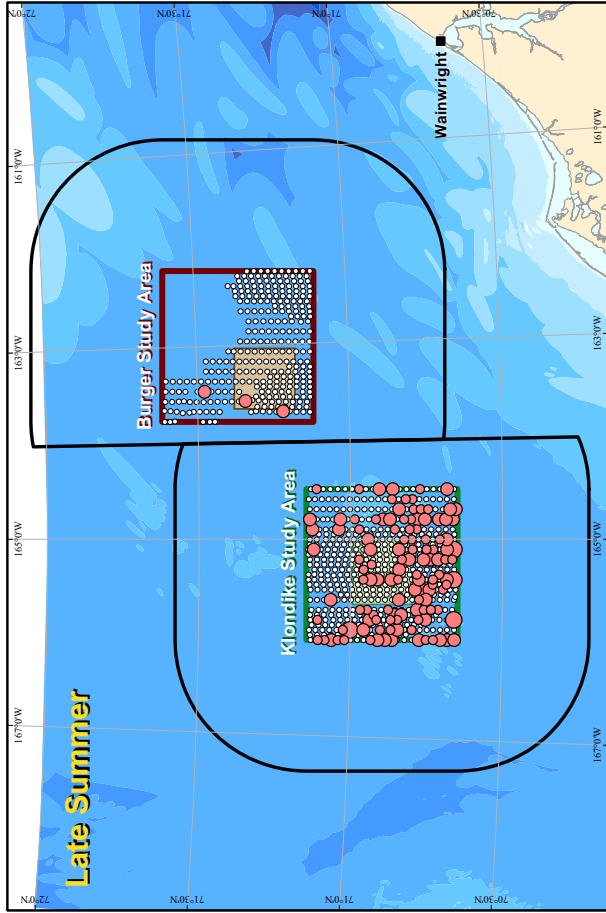 Late Summer
Burger Study Area
Klondike Study Area
Wainwright
72°0'N
71°30'N
71°0'N
70°30'N
72°0'N
71°30'N
71°0'N
70°30'N
167°0'W
165°0'W
163°0'W
161°0'W
167°0'W
165°0'W
163°0'W
161°0'W